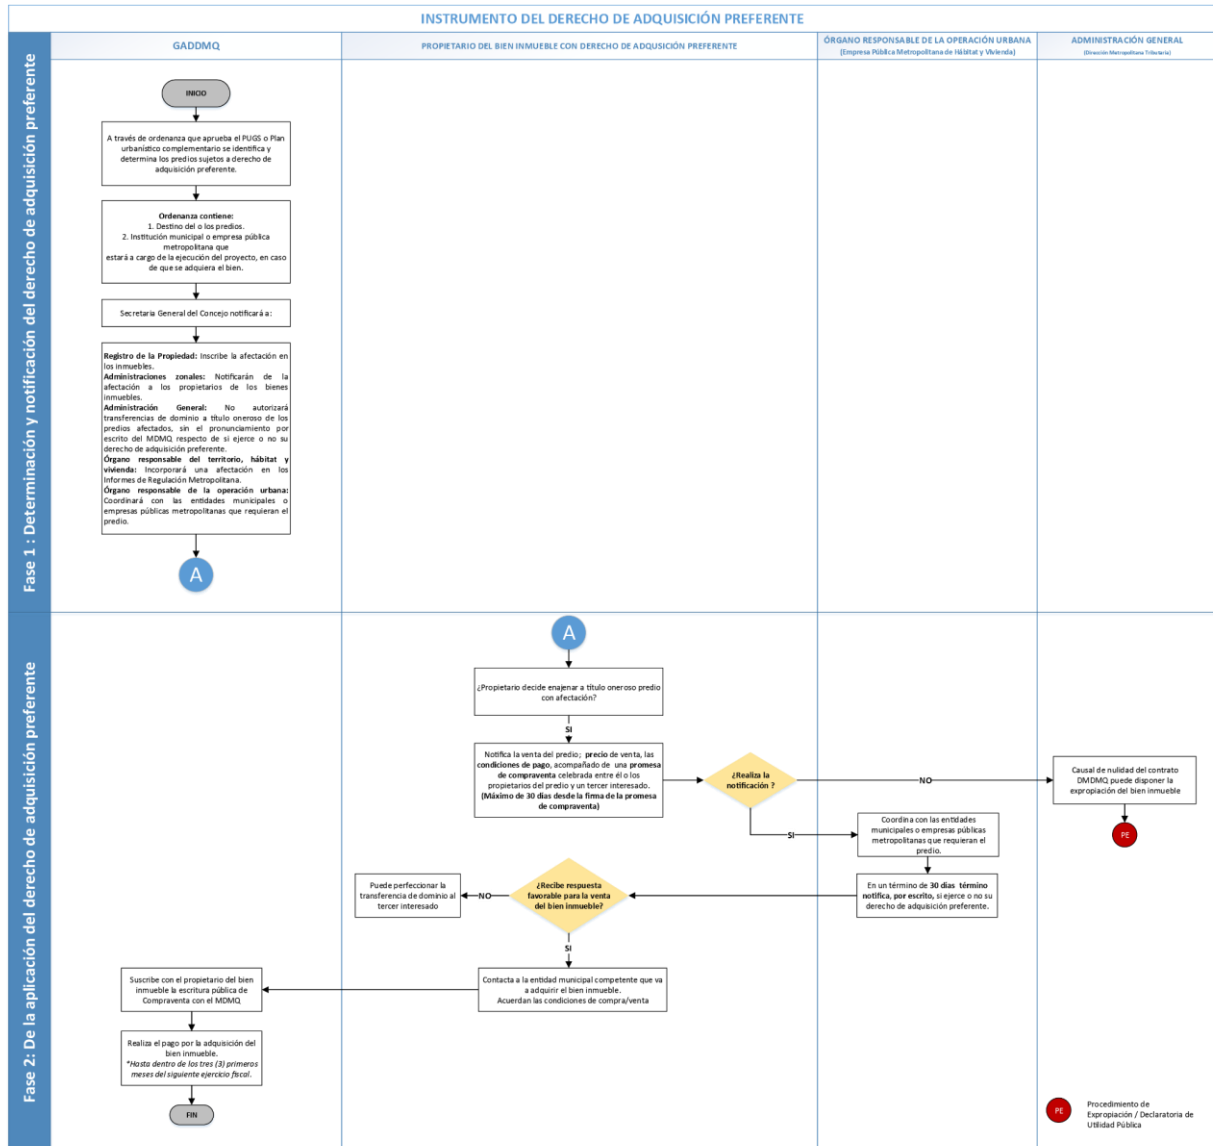 INSTRUMENTO DEL DERECHO DE ADQUISICIÓN PREFERENTE
GADDMQ
PROPIETARIO DEL BIEN INMUEBLE CON DERECHO DE ADQUSICIÓN PREFERENTE
ÓRGANO RESPONSABLE DE LA OPERACIÓN URBANA
(Empresa Pública Metropolitana de Hábitat y Vivienda)
ADMINISTRACIÓN GENERAL
(Dirección Metropolitana Tributaria)
Fase 1 : Determinación y notificación del derecho de adquisición preferente
INICIO
A través de ordenanza que aprueba el PUGS o Plan
urbanístico complementario se identifica y
determina los predios sujetos a derecho de
adquisición preferente.
Ordenanza contiene:
1. Destino del o los predios.
2. Institución municipal o empresa pública
metropolitana que
estará a cargo de la ejecución del proyecto, en caso
de que se adquiera el bien.
Secretaria General del Concejo notificará a:
Registro de la Propiedad: Inscribe la afectación en
los inmuebles.
Administraciones zonales: Notificarán de la
afectación a los propietarios de los bienes
inmuebles.
Administración General: No autorizará
transferencias de dominio a título oneroso de los
predios afectados, sin el pronunciamiento por
escrito del MDMQ respecto de si ejerce o no su
derecho de adquisición preferente.
Órgano responsable del territorio, hábitat y
vivienda: Incorporará una afectación en los
Informes de Regulación Metropolitana.
Órgano responsable de la operación urbana:
Coordinará con las entidades municipales o
empresas públicas metropolitanas que requieran el
predio.
A
Fase 2: De la aplicación del derecho de adquisición preferente
A
¿Propietario decide enajenar a título oneroso predio
con afectación?
SI
Notifica la venta del predio; precio de venta, las
condiciones de pago, acompañado de una promesa
de compraventa celebrada entre él o los
propietarios del predio y un tercer interesado.
(Máximo de 30 días desde la firma de la promesa
de compraventa)
¿Realiza la
notificación ?
NO
Causal de nulidad del contrato
DMDMQ puede disponer la
expropiación del bien inmueble
PE
SI
Coordina con las entidades
municipales o empresas públicas
metropolitanas que requieran el
predio.
En un término de 30 días término
notifica, por escrito, si ejerce o no su
derecho de adquisición preferente.
¿Recibe respuesta
favorable para la venta
del bien inmueble?
NO
Puede perfeccionar la
transferencia de dominio al
tercer interesado
SI
Contacta a la entidad municipal competente que va
a adquirir el bien inmueble.
Acuerdan las condiciones de compra/venta
Suscribe con el propietario del bien
inmueble la escritura pública de
Compraventa con el MDMQ
Realiza el pago por la adquisición del
bien inmueble.
*Hasta dentro de los tres (3) primeros
meses del siguiente ejercicio fiscal.
FIN
PE
Procedimiento de
Expropiación / Declaratoria de
Utilidad Pública